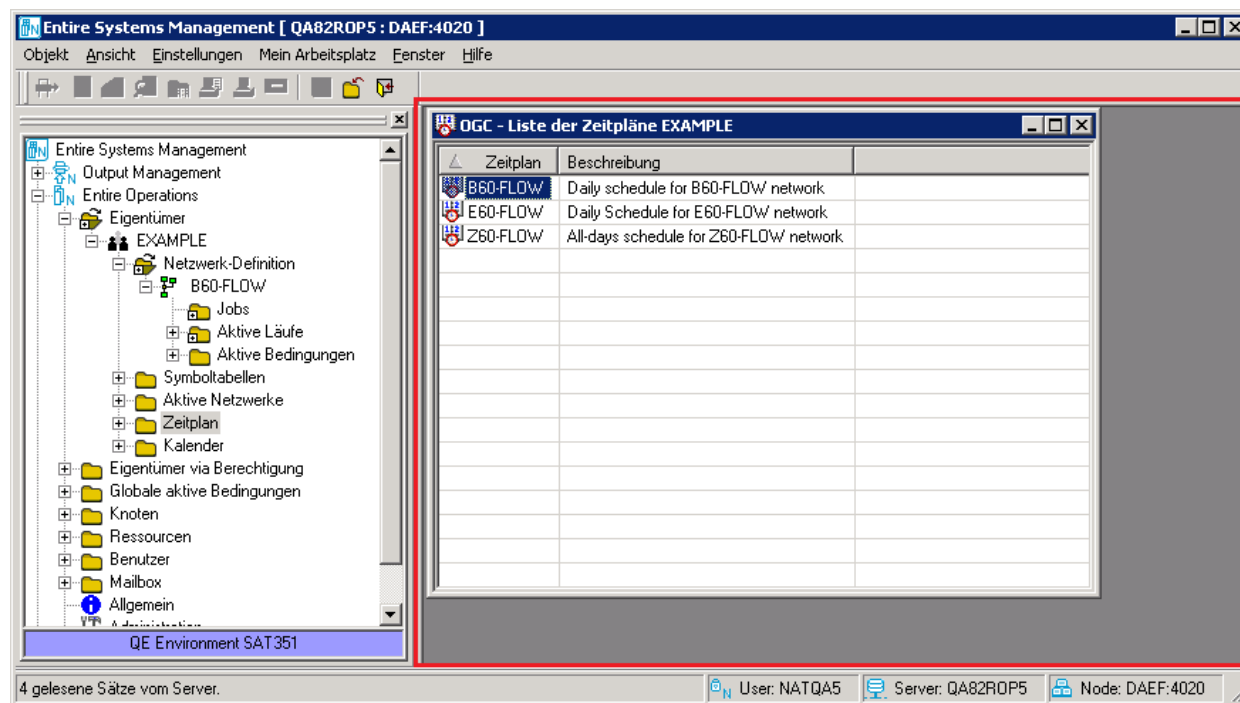 Entire Systems Management [ QA82ROP5 : DAEF:4020 ]
Objekt Ansicht Einstellungen Mein Arbeitsplatz Fenster Hilfe
Entire Systems Management
Output Management
Entire Operations
Eigentümer
EXAMPLE
Netzwerk-Definition
B60-FLOW
Jobs
Aktive Läufe
Aktive Bedingungen
Symboltabellen
Aktive Netzwerke
Zeitplan
Kalender
Eigentümer via Berechtigung
Globale aktive Bedingungen
Knoten
Ressourcen
Benutzer
Mailbox
Allgemein
QE Environment SAT351
OGC - Liste der Zeitpläne EXAMPLE
Zeitplan Beschreibung
B60-FLOW Daily schedule for B60-FLOW network
E60-FLOW Daily Schedule for E60-FLOW network
Z60-FLOW All-days schedule for Z60-FLOW network
4 gelesene Sätze vom Server. User: NATQA5 Server: QA82ROP5 Node: DAEF:4020